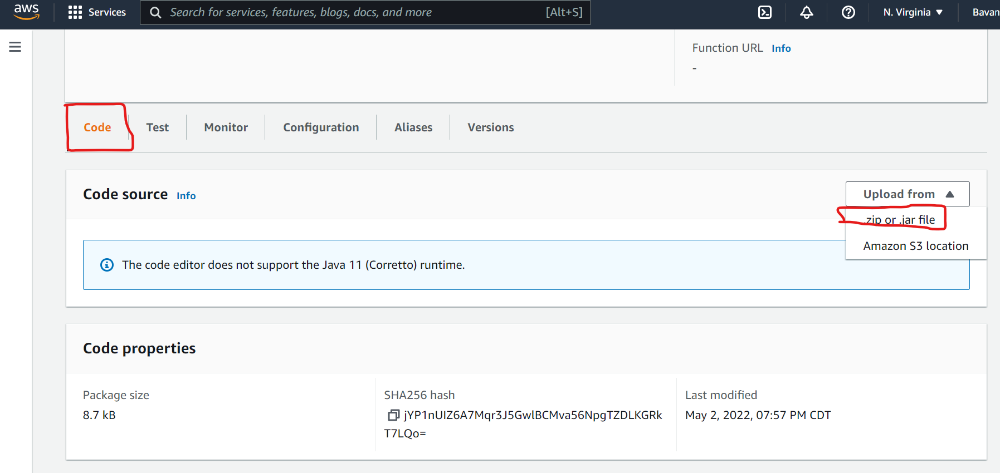 aws Services Search for services, features, blogs, docs, and more [Alt+S] N. Virginia Bavan
Function URL Info
-
Code Test Monitor Configuration Aliases Versions
Code source Info Upload from
.zip or .jar file
Amazon S3 location
The code editor does not support the Java 11 (Corretto) runtime.
Code properties
Package size SHA256 hash Last modified
8.7 kB jYP1nUIZ6A7Mqr3J5GwlBCMva56NpgTZDLKGRk May 2, 2022, 07:57 PM CDT
T7LQo=